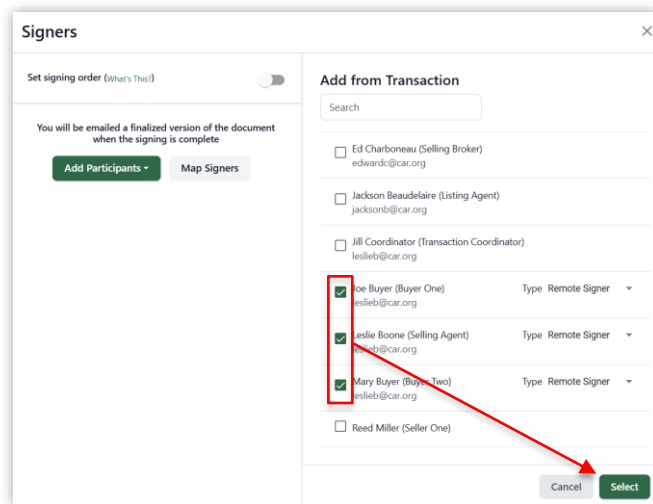 Signers
Set signing order (What's This?)
You will be emailed a finalized version of the document
when the signing is complete
Add Participants
Map Signers
Add from Transaction
Search
Ed Charboneau (Selling Broker)
edwardc@car.org
Jackson Beaudelaire (Listing Agent)
jacksonb@car.org
Jill Coordinator (Transaction Coordinator)
leslieb@car.org
Joe Buyer (Buyer One) Type Remote Signer
leslieb@car.org
Leslie Boone (Selling Agent) Type Remote Signer
leslieb@car.org
Mary Buyer (Buyer Two) Type Remote Signer
leslieb@car.org
Reed Miller (Seller One)
Cancel Select